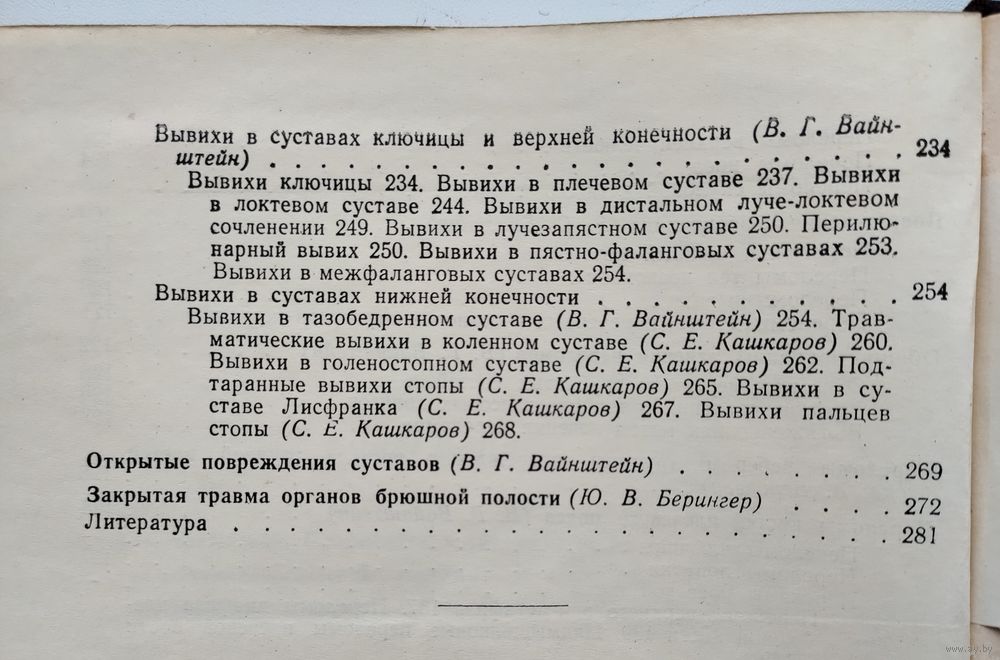 Вывихи в суставах ключицы и верхней конечности (В. Г. Вайн-
штейн) . . . . . . . . . . . . . . . . . . . . . 234
Вывихи ключицы 234. Вывихи в плечевом суставе 237. Вывихи
в локтевом суставе 244. Вывихи в дистальном луче-локтевом
сочленении 249. Вывихи в лучезапястном суставе 250. Перилю-
нарный вывих 250. Вывихи в пястно-фаланговых суставах 253.
Вывихи в межфаланговых суставах 254.
Вывихи в суставах нижней конечности . . . . . . . . . . . 254
Вывихи в тазобедренном суставе (В. Г. Вайнштейн) 254. Трав-
матические вывихи в коленном суставе (С. Е. Кашкаров) 260.
Вывихи в голеностопном суставе (С. Е. Кашкаров) 262. Под-
таранные вывихи стопы (С. Е. Кашкаров) 265. Вывихи в су-
ставе Лисфранка (С. Е. Кашкаров) 267. Вывихи пальцев
стопы (С. Е. Кашкаров) 268.
Открытые повреждения суставов (В. Г. Вайнштейн) . . . . . . . . 269
Закрытая травма органов брюшной полости (Ю. В. Берингер) . . . . 272
Литература . . . . . . . . . . . . . . . . . . . . . . . . 281
www.ay.by